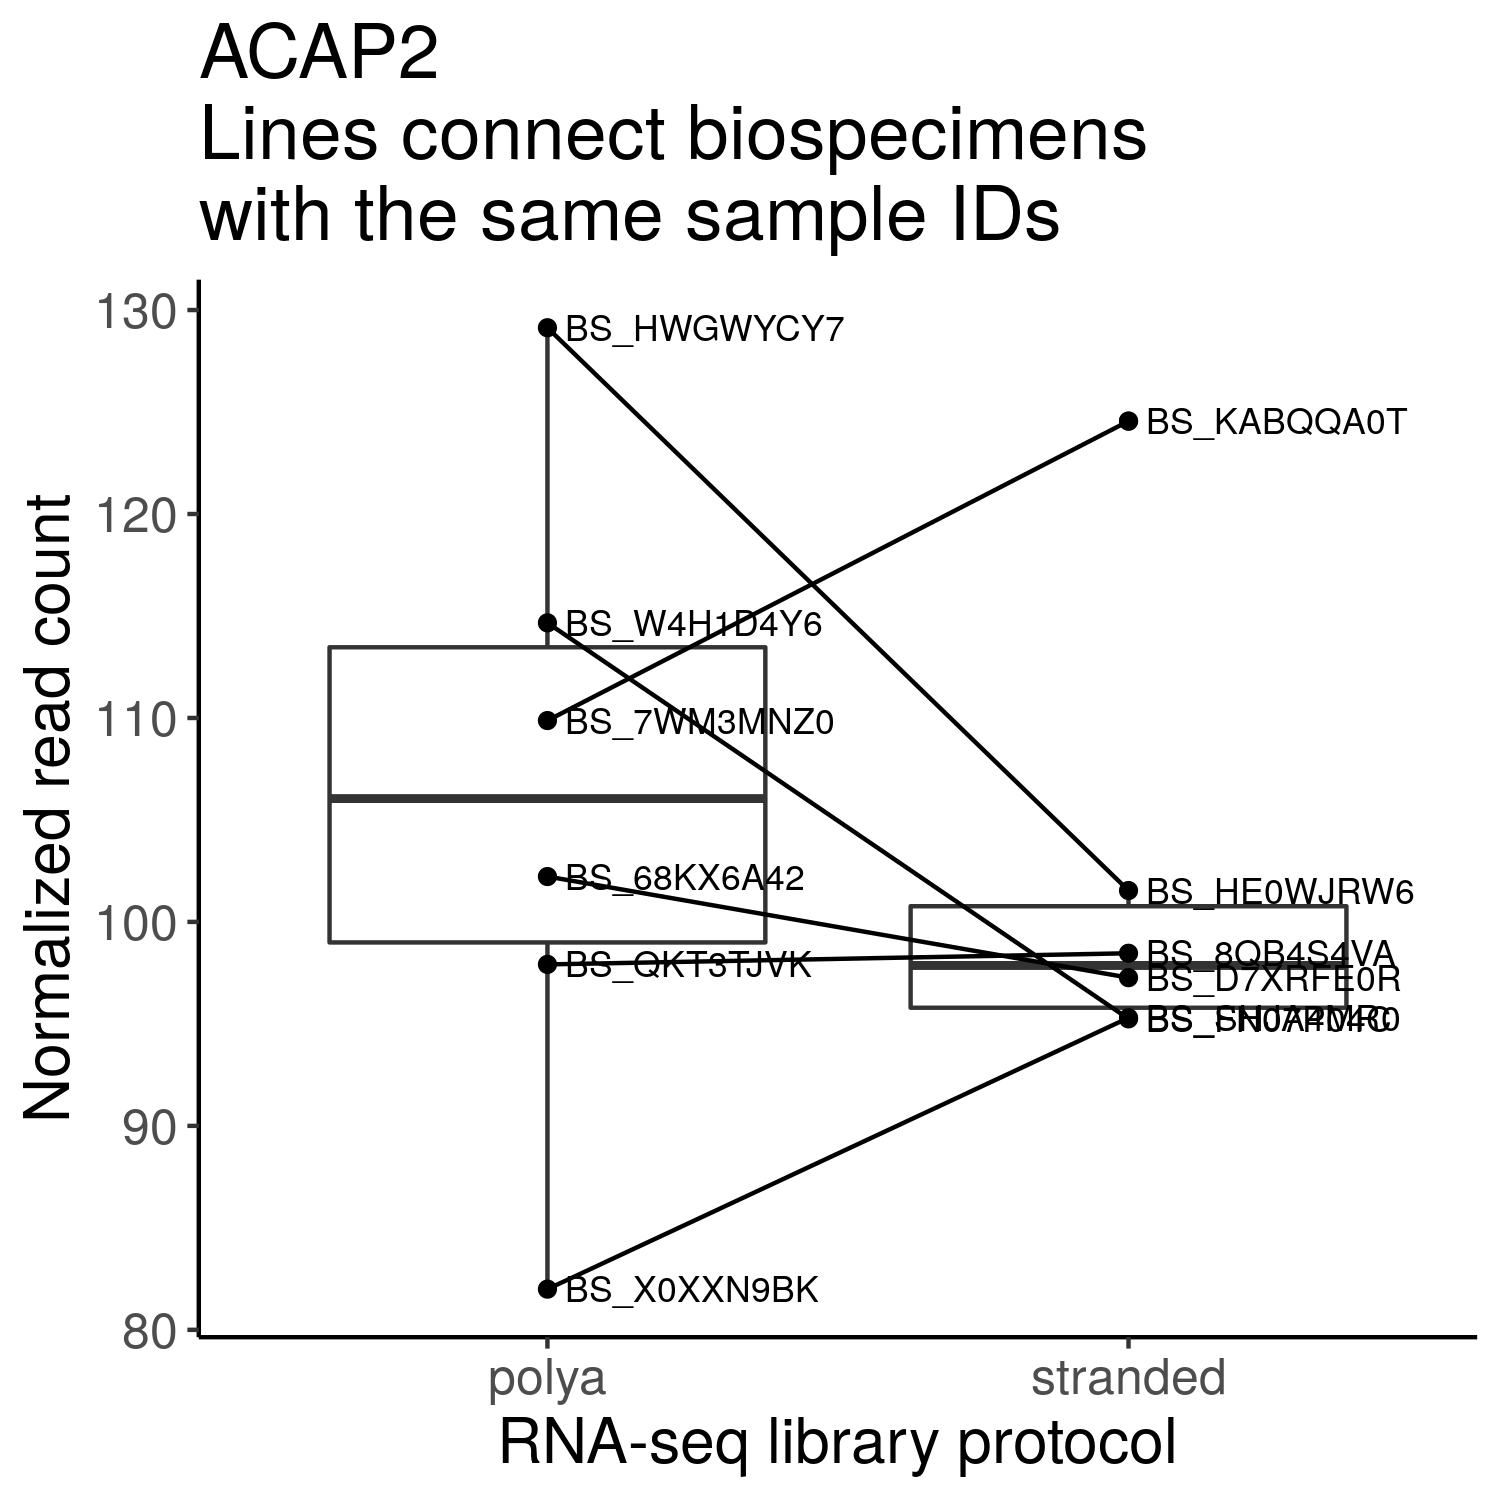 ACAP2
Lines connect biospecimens
with the same sample IDs
Normalized read count
130
120
110
100
90
80
BS_HWGWYCY7
BS_KABQQA0T
BS_W4H1D4Y6
BS_7WM3MNZ0
BS_68KX6A42
BS_HE0WJRW6
BS_QKT3TJVK
BS_8QB4S4VA
BS_D7XRFE0R
BS_X0XXN9BK
polya
stranded
RNA-seq library protocol